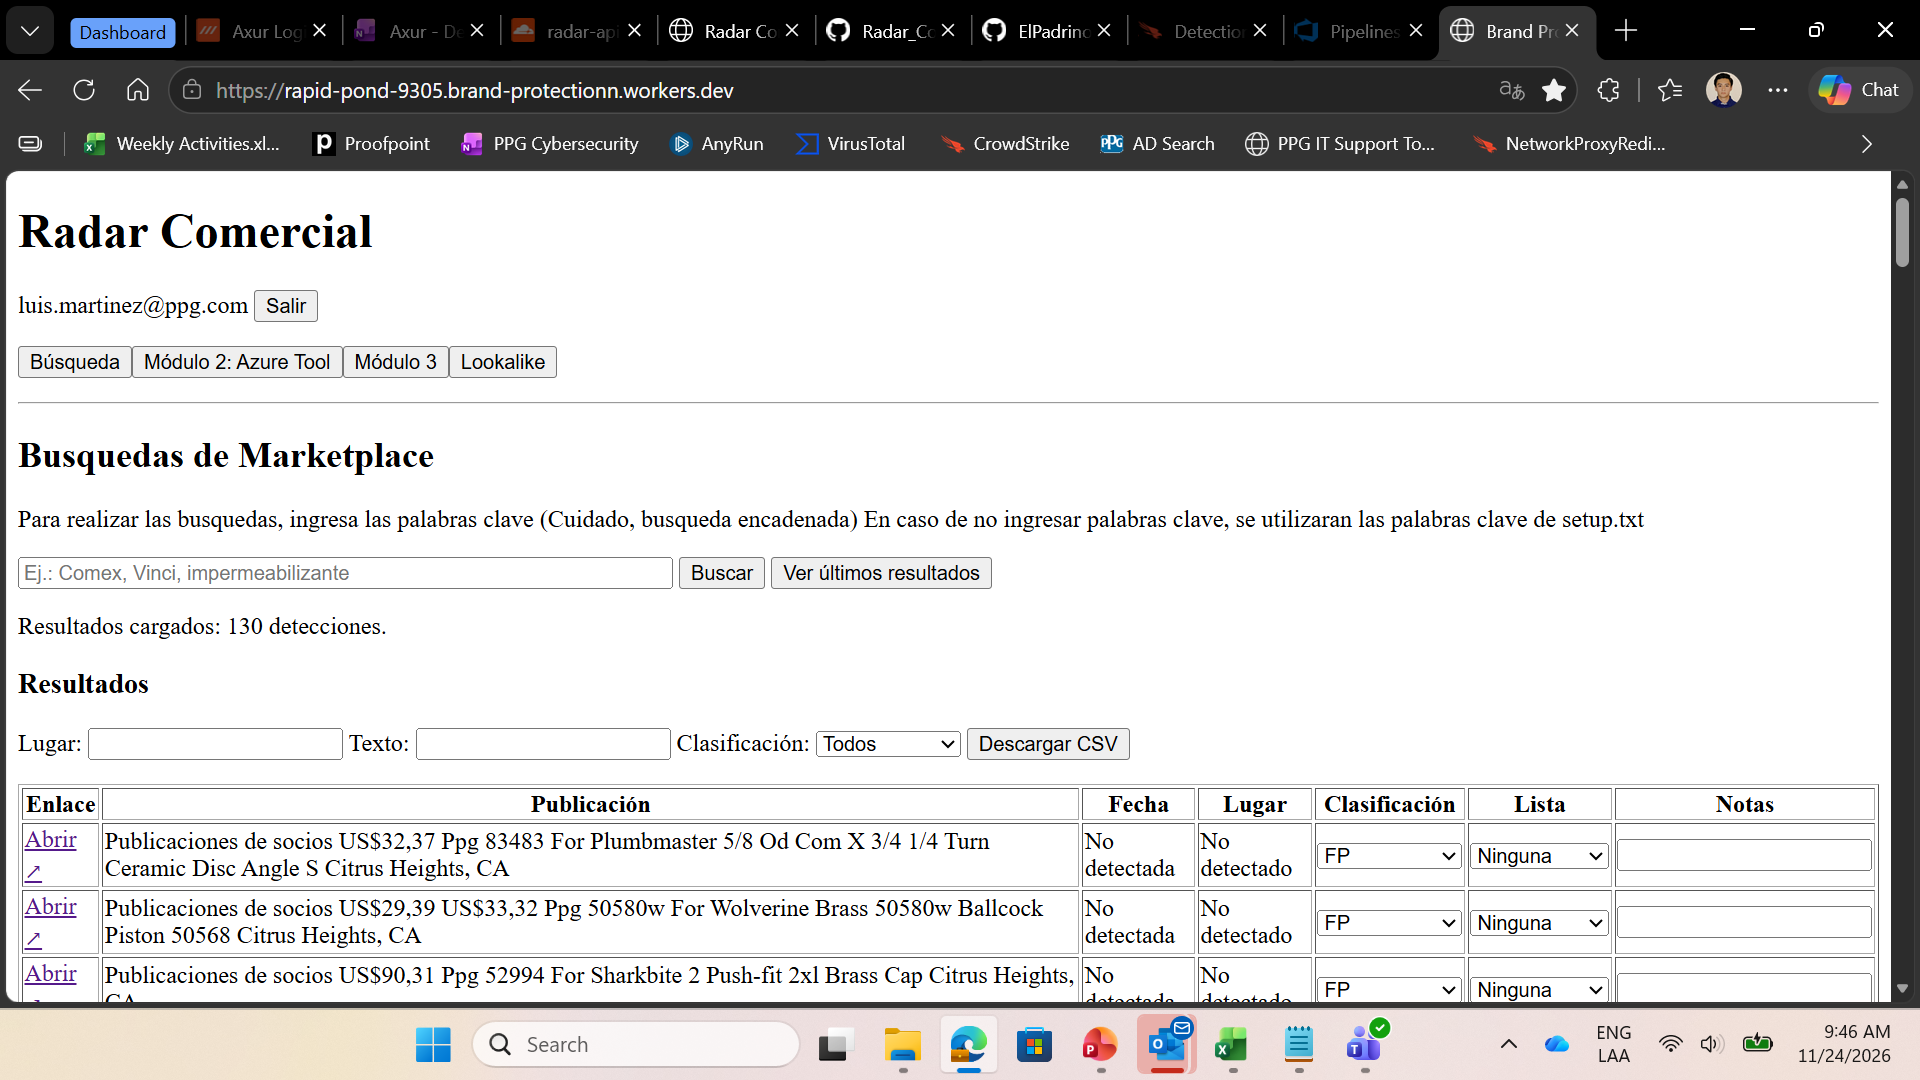 Dashboard
Axur Log
Axur - De
radar-api
Radar Co
Radar_Co
ElPadrino
Detection
Pipelines
Brand Pr
https://rapid-pond-9305.brand-protectionn.workers.dev
Chat
Weekly Activities.xl...
Proofpoint
PPG Cybersecurity
AnyRun
VirusTotal
CrowdStrike
AD Search
PPG IT Support To...
NetworkProxyRedi...
Radar Comercial
luis.martinez@ppg.com Salir
Búsqueda Módulo 2: Azure Tool Módulo 3 Lookalike
Busquedas de Marketplace
Para realizar las busquedas, ingresa las palabras clave (Cuidado, busqueda encadenada) En caso de no ingresar palabras clave, se utilizaran las palabras clave de setup.txt
Ej.: Comex, Vinci, impermeabilizante Buscar Ver últimos resultados
Resultados cargados: 130 detecciones.
Resultados
Lugar: Texto: Clasificación: Todos Descargar CSV
Enlace Publicación Fecha Lugar Clasificación Lista Notas
Abrir ↗ Publicaciones de socios US$32,37 Ppg 83483 For Plumbmaster 5/8 Od Com X 3/4 1/4 Turn
Ceramic Disc Angle S Citrus Heights, CA
No detectada
No detectado
FP
Ninguna
Abrir ↗ Publicaciones de socios US$29,39 US$33,32 Ppg 50580w For Wolverine Brass 50580w Ballcock
Piston 50568 Citrus Heights, CA
No detectada
No detectado
FP
Ninguna
Abrir Publicaciones de socios US$90,31 Ppg 52994 For Sharkbite 2 Push-fit 2xl Brass Cap Citrus Heights,
CA
No detectada
No detectado
FP
Ninguna
Search
ENG
LAA
9:46 AM
11/24/2026